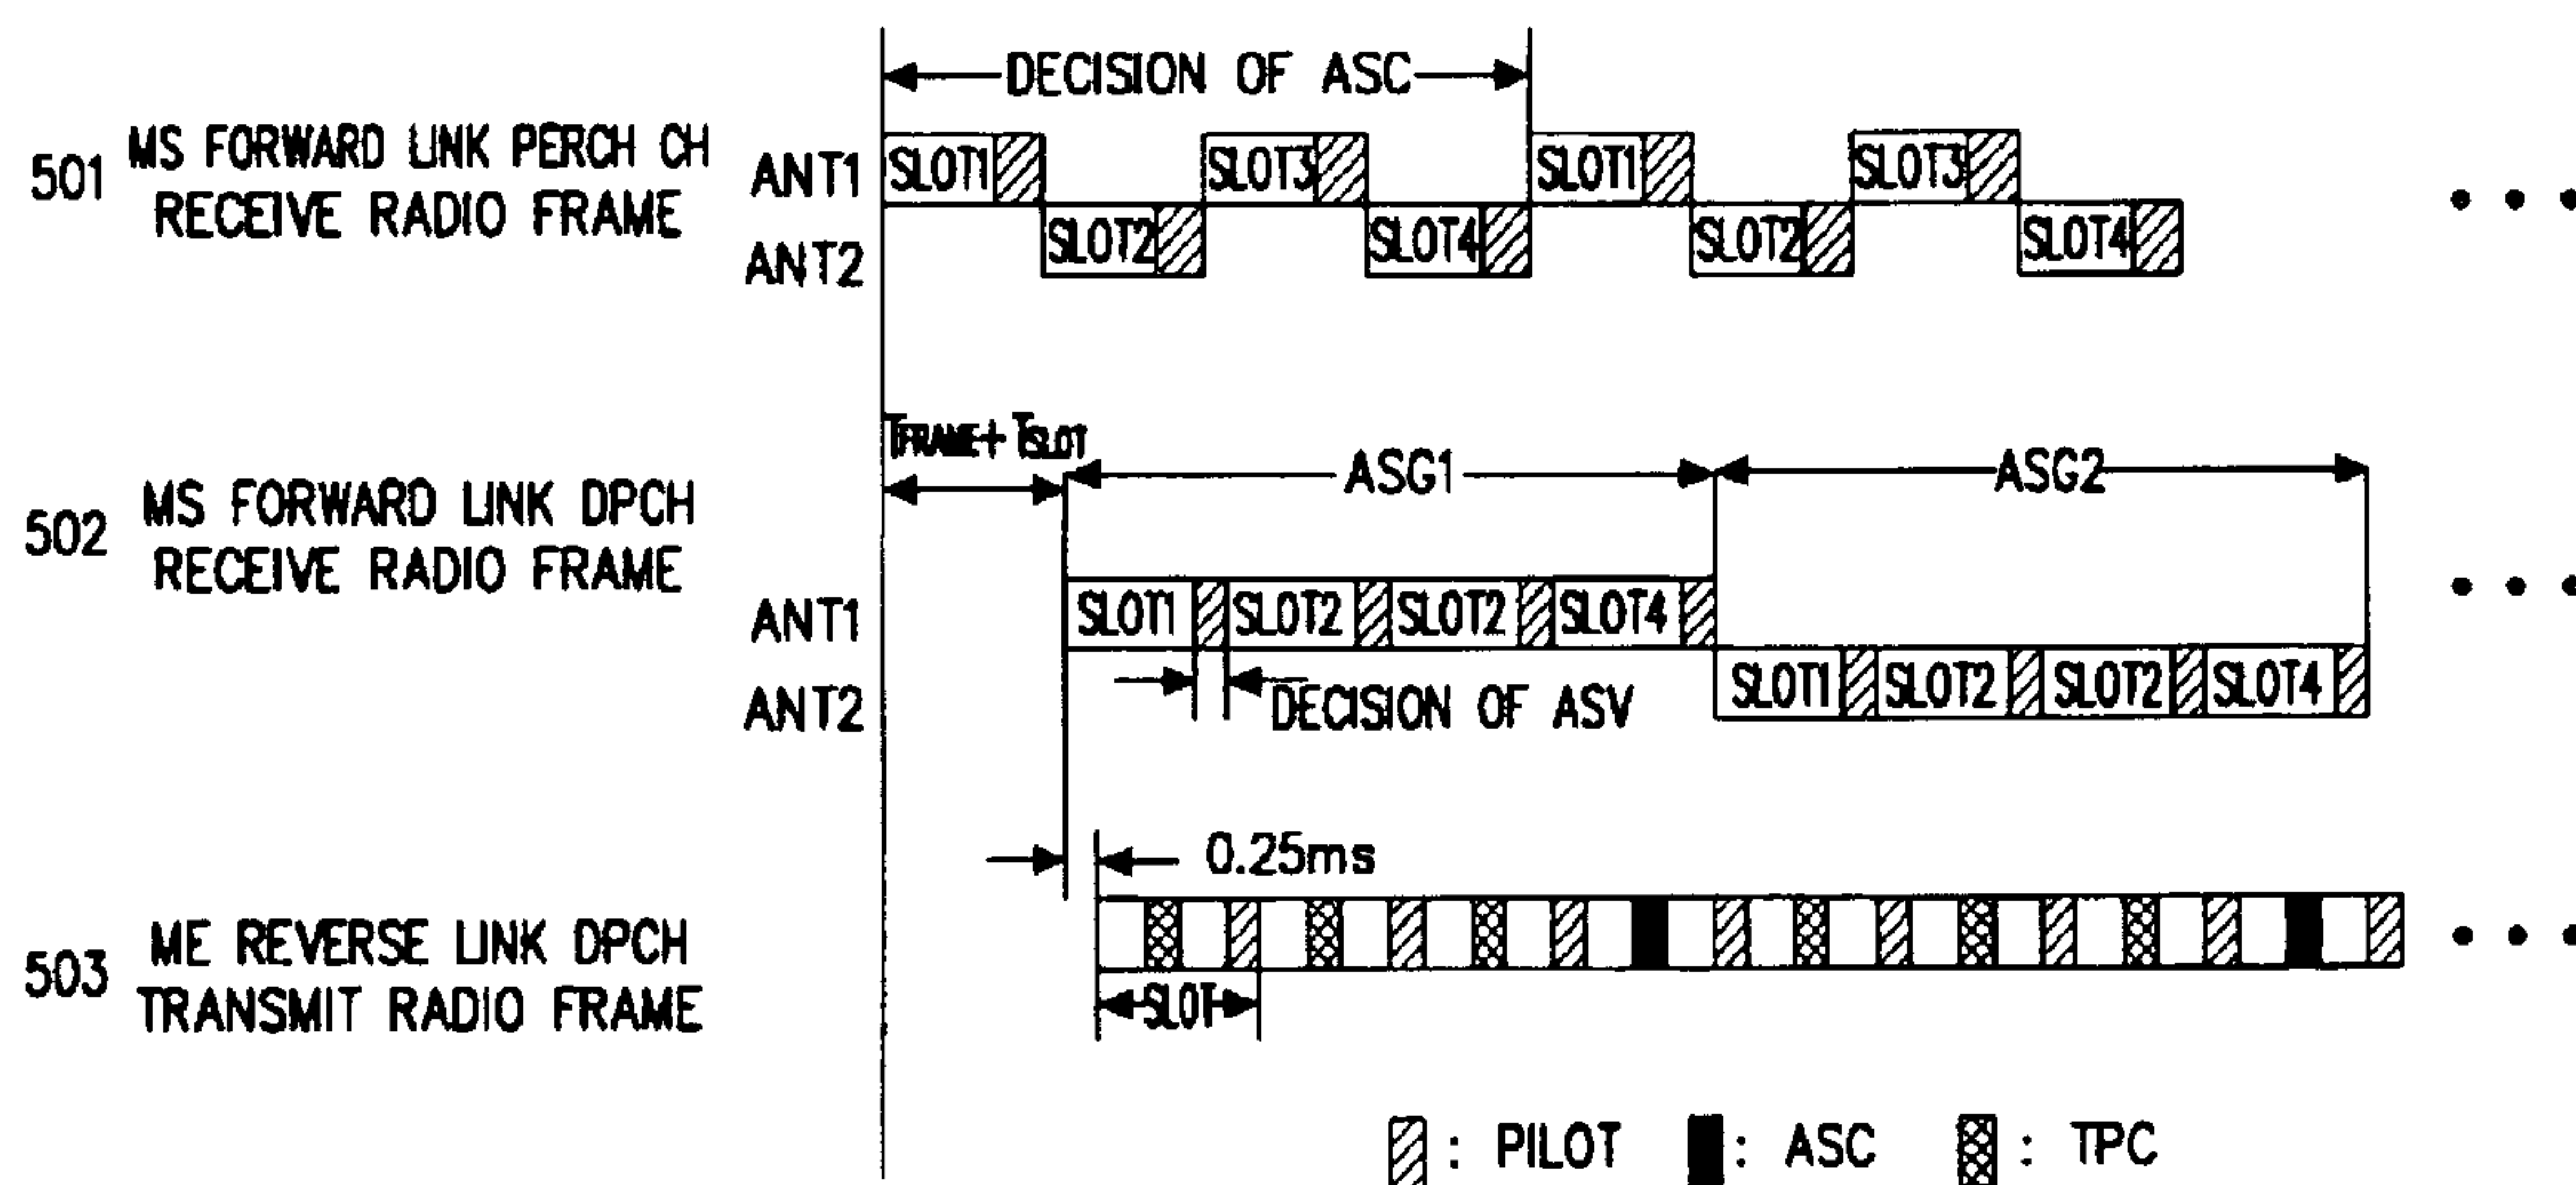 DECISION OF ASC
501 MS FORWARD LINK PERCH CH
RECEIVE RADIO FRAME
ANT1 SLOT1 SLOT3 SLOT1 SLOT3
ANT2 SLOT2 SLOT4 SLOT2 SLOT4
TFRAME+TSLOT
ASG1 ASG2
502 MS FORWARD LINK DPCH
RECEIVE RADIO FRAME
ANT1 SLOT1 SLOT2 SLOT2 SLOT4
ANT2 SLOT1 SLOT2 SLOT2 SLOT4
DECISION OF ASV
0.25ms
503 ME REVERSE LINK DPCH
TRANSMIT RADIO FRAME
SLOT
: PILOT : ASC : TPC